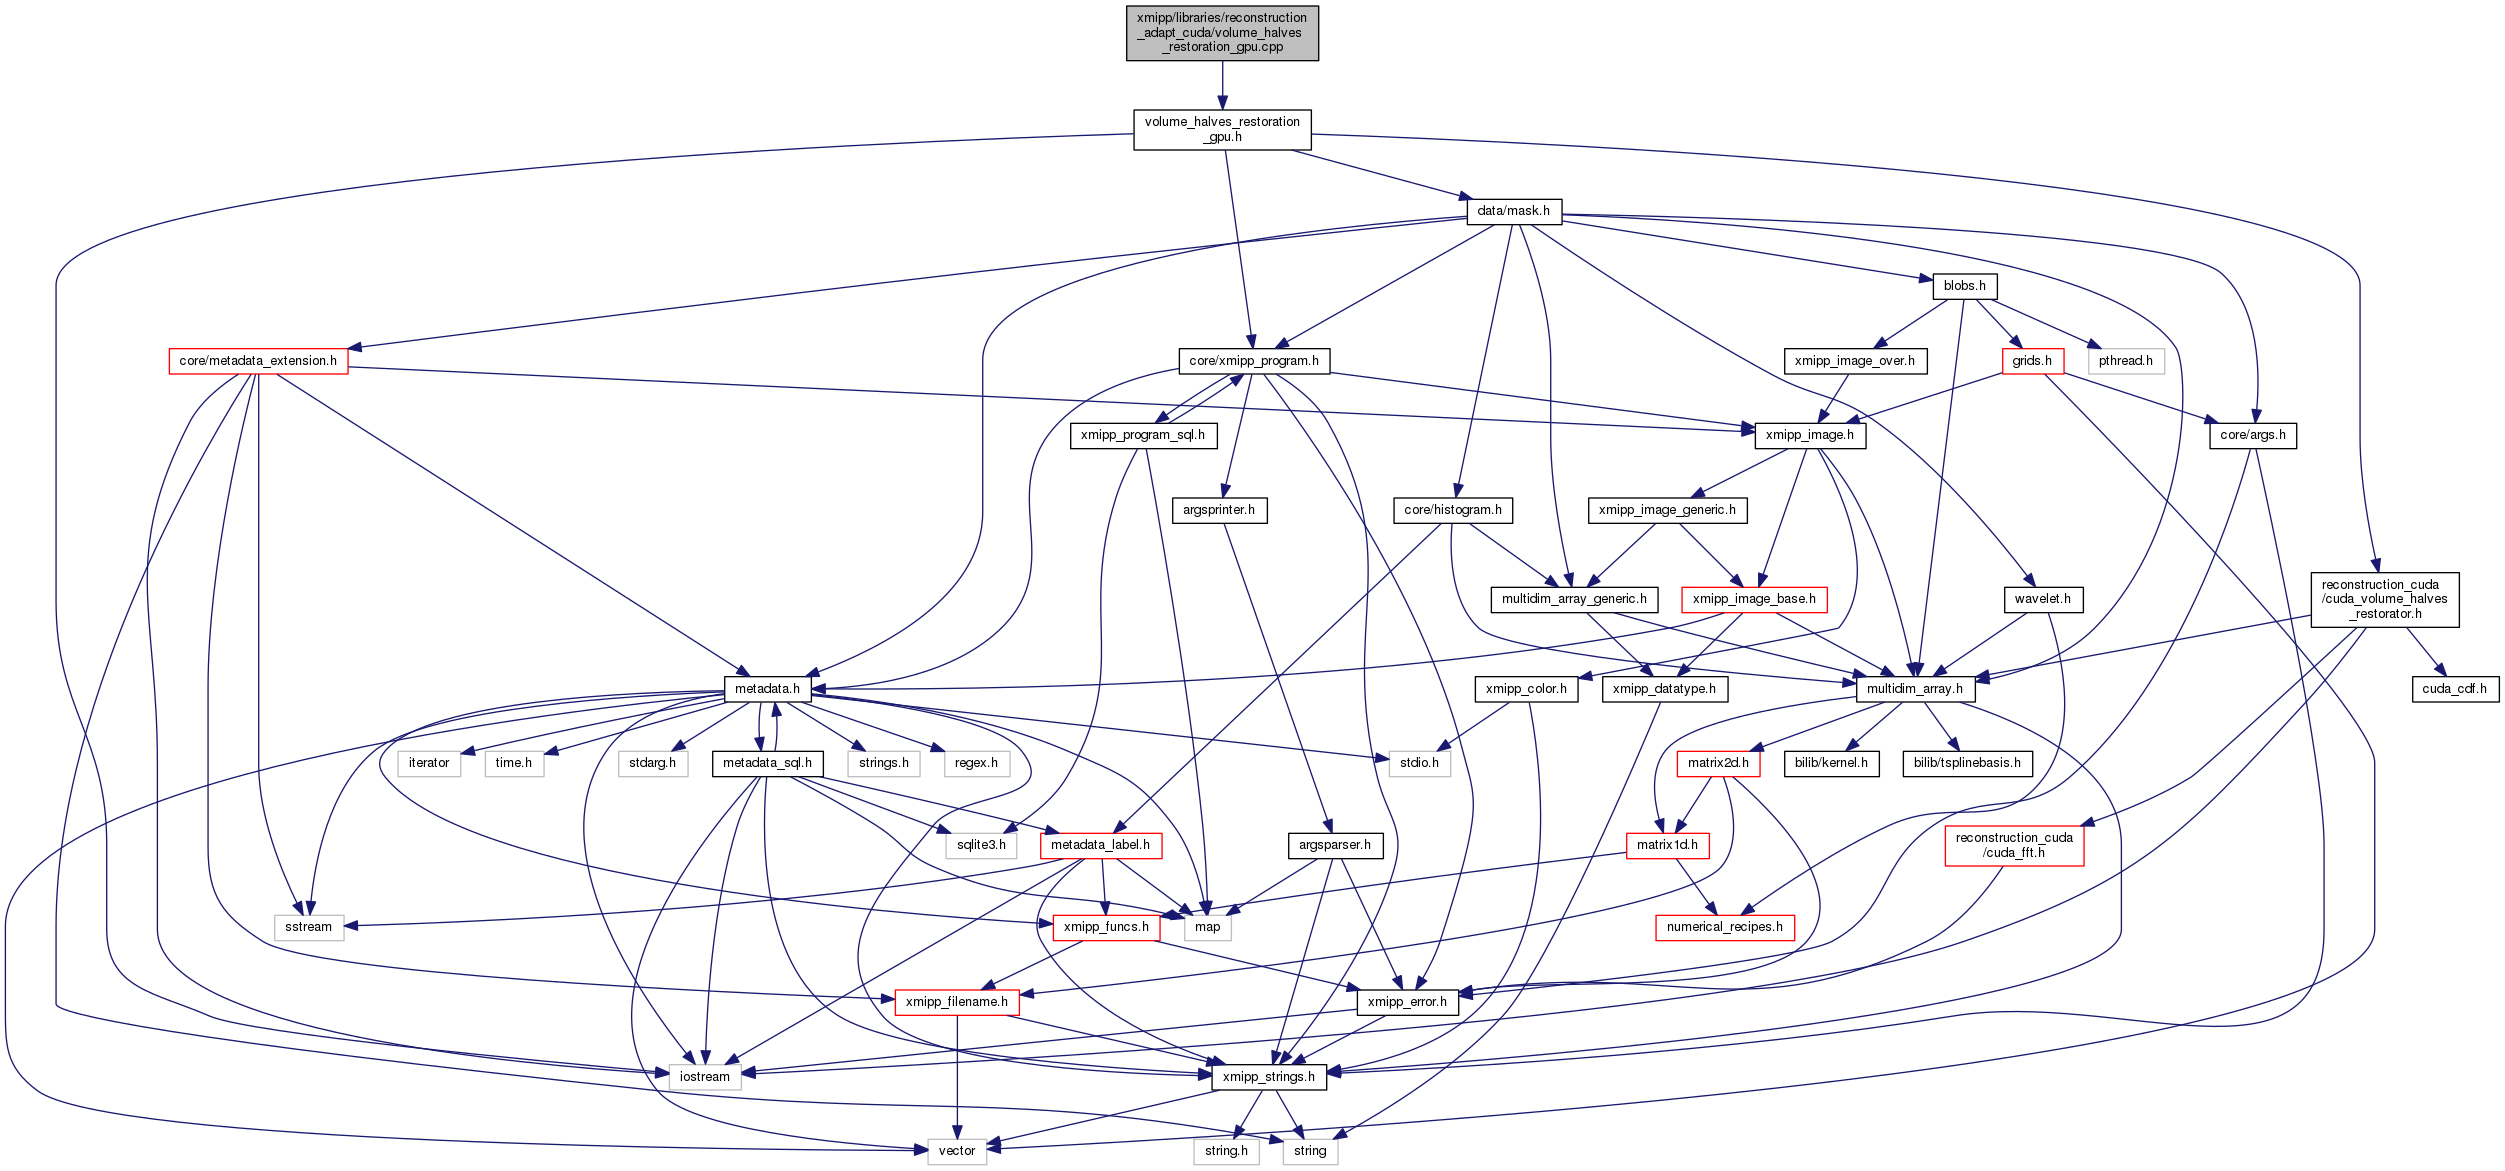 xmipp/libraries/reconstruction
_adapt_cuda/volume_halves
_restoration_gpu.cpp
volume_halves_restoration
_gpu.h
data/mask.h
blobs.h
core/metadata_extension.h
core/xmipp_program.h
xmipp_image_over.h
grids.h
pthread.h
xmipp_program_sql.h
xmipp_image.h
core/args.h
argsprinter.h
core/histogram.h
xmipp_image_generic.h
multidim_array_generic.h
xmipp_image_base.h
wavelet.h
reconstruction_cuda
/cuda_volume_halves
_restorator.h
metadata.h
xmipp_color.h
xmipp_datatype.h
multidim_array.h
cuda_cdf.h
iterator
time.h
stdarg.h
metadata_sql.h
strings.h
regex.h
stdio.h
matrix2d.h
bilib/kernel.h
bilib/tsplinebasis.h
sqlite3.h
metadata_label.h
argsparser.h
matrix1d.h
reconstruction_cuda
/cuda_fft.h
sstream
xmipp_funcs.h
map
numerical_recipes.h
xmipp_filename.h
xmipp_error.h
iostream
xmipp_strings.h
vector
string.h
string